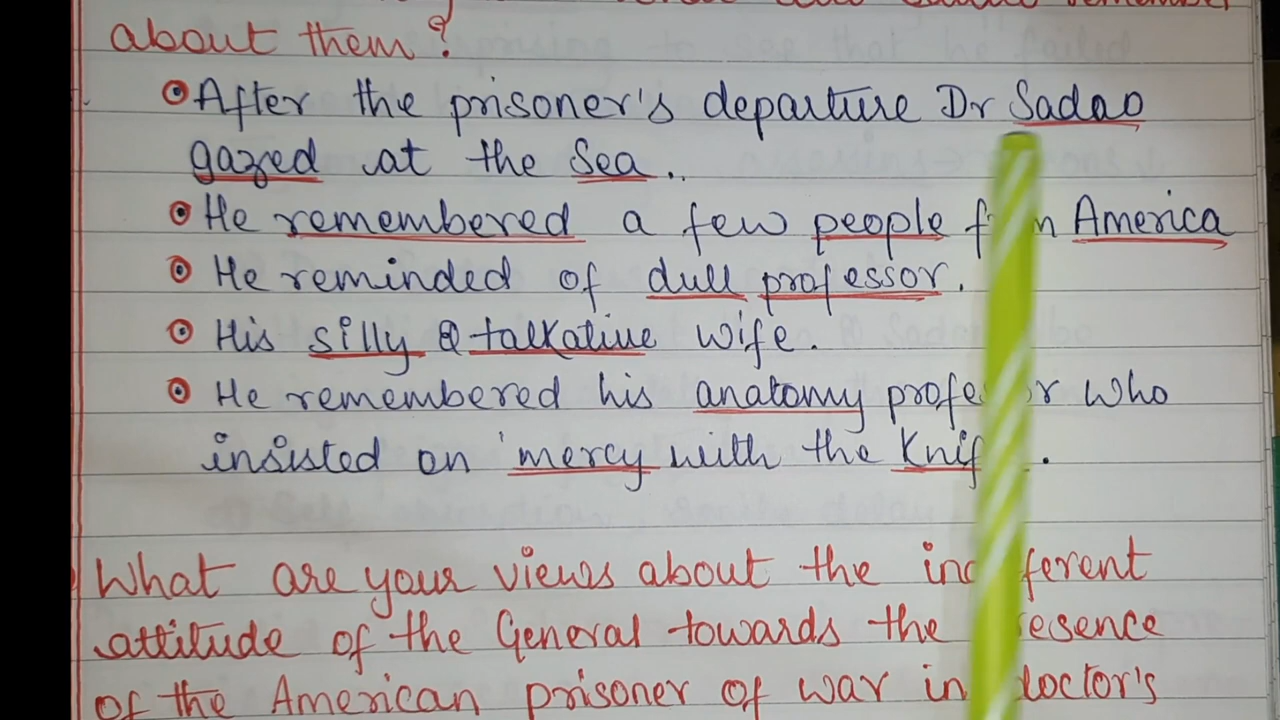 remember
about them?
After the prisoner's departure Dr Sadao
gazed at the Sea..
He remembered a few people America
He reminded of dull professor.
His silly & talkative wife.
He remembered his anatomy who
insisted on 'mercy with the
What are your views about the
attitude of the General towards the
of the American prisoner of war in